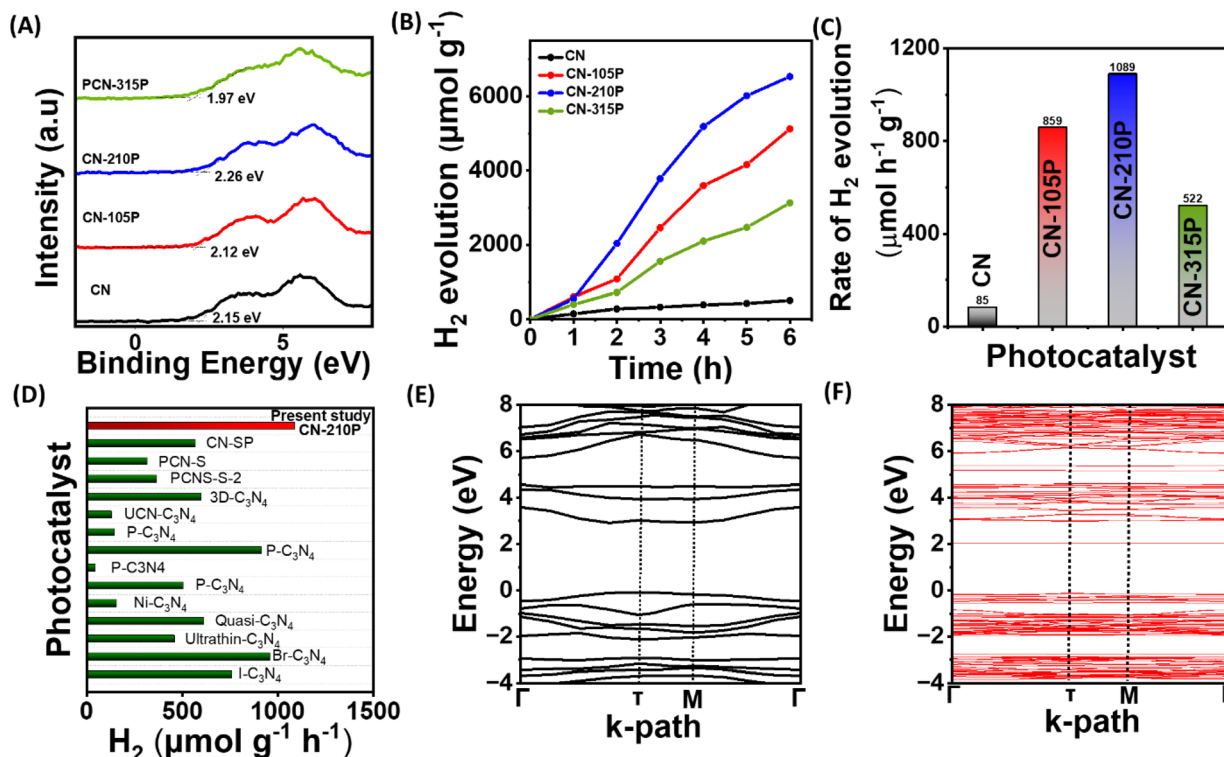 (A)
Intensity (a.u)
PCN-315P
1.97 eV
CN-210P
2.26 eV
CN-105P
2.12 eV
CN
2.15 eV
0
5
Binding Energy (eV)
(B)
H₂ evolution (µmol g⁻¹)
6000
4000
2000
0
CN
CN-105P
CN-210P
CN-315P
0 1 2 3 4 5 6
Time (h)
(C)
Rate of H₂ evolution
(µmol h⁻¹ g⁻¹)
1200
800
400
0
CN
85
859
CN-105P
1089
CN-210P
522
CN-315P
Photocatalyst
(D)
Photocatalyst
Present study
CN-210P
CN-SP
PCN-S
PCNS-S-2
3D-C₃N₄
UCN-C₃N₄
P-C₃N₄
P-C₃N₄
P-C3N4
P-C₃N₄
Ni-C₃N₄
Quasi-C₃N₄
Ultrathin-C₃N₄
Br-C₃N₄
I-C₃N₄
0 500 1000 1500
H₂ (µmol g⁻¹ h⁻¹)
(E)
Energy (eV)
8
6
4
2
0
−2
−4
Γ τ M Γ
k-path
(F)
Energy (eV)
8
6
4
2
0
−2
−4
Γ τ M Γ
k-path